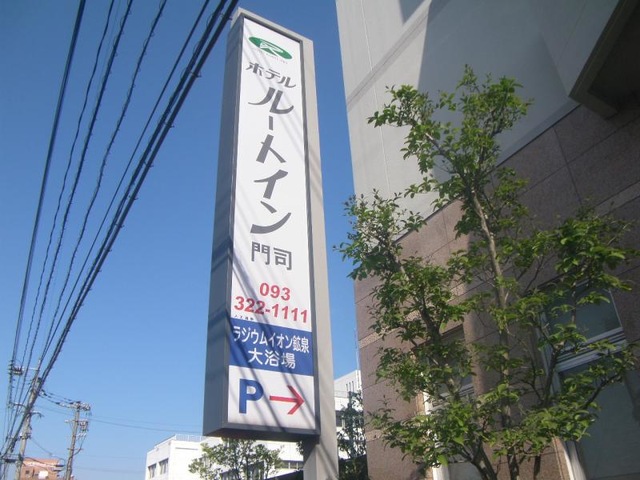 R
ホテル
ルートイン
門司
093
322-1111
ラジウムイオン鉱泉
大浴場
P→